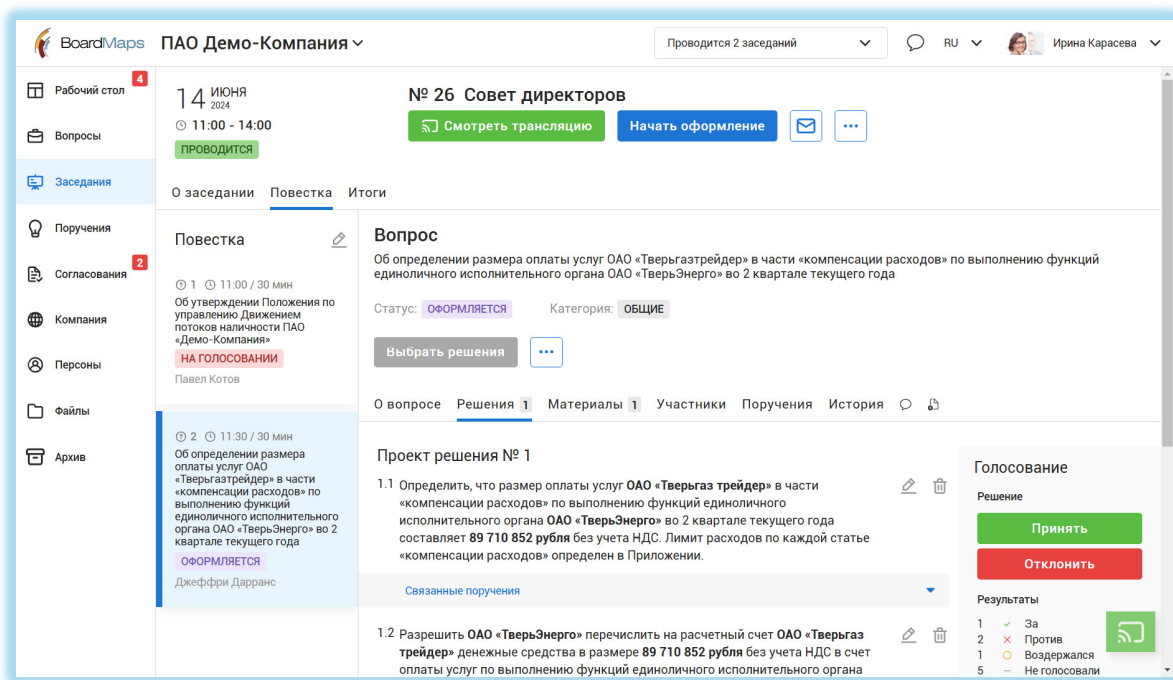 BoardMaps
ПАО Демо-Компания
Проводится 2 заседаний
RU
Ирина Карасева
Рабочий стол
4
Вопросы
Заседания
Поручения
Согласования
2
Компания
Персоны
Файлы
Архив
14 ИЮНЯ
2024
11:00 - 14:00
ПРОВОДИТСЯ
№ 26 Совет директоров
Смотреть трансляцию
Начать оформление
О заседании Повестка Итоги
Повестка
1 11:00 / 30 мин
Об утверждении Положения по
управлению Движением
потоков наличности ПАО
«Демо-Компания»
НА ГОЛОСОВАНИИ
Павел Котов
2 11:30 / 30 мин
Об определении размера
оплаты услуг ОАО
«Тверьгазтрейдер» в части
«компенсации расходов» по
выполнению функций
единоличного исполнительного
органа ОАО «ТверьЭнерго» во 2
квартале текущего года
ОФОРМЛЯЕТСЯ
Джеффри Дарранс
Вопрос
Об определении размера оплаты услуг ОАО «Тверьгазтрейдер» в части «компенсации расходов» по выполнению функций
единоличного исполнительного органа ОАО «ТверьЭнерго» во 2 квартале текущего года
Статус: ОФОРМЛЯЕТСЯ Категория: ОБЩИЕ
Выбрать решения
О вопросе Решения 1 Материалы 1 Участники Поручения История
Проект решения № 1
1.1 Определить, что размер оплаты услуг ОАО «Тверьгаз трейдер» в части
«компенсации расходов» по выполнению функций единоличного
исполнительного органа ОАО «ТверьЭнерго» во 2 квартале текущего года
составляет 89 710 852 рубля без учета НДС. Лимит расходов по каждой статье
«компенсации расходов» определен в Приложении.
Связанные поручения
1.2 Разрешить ОАО «ТверьЭнерго» перечислить на расчетный счет ОАО «Тверьгаз
трейдер» денежные средства в размере 89 710 852 рубля без учета НДС в счет
оплаты услуг по выполнению функций единоличного исполнительного органа
Голосование
Решение
Принять
Отклонить
Результаты
1 За
2 Против
1 Воздержался
5 Не голосовали